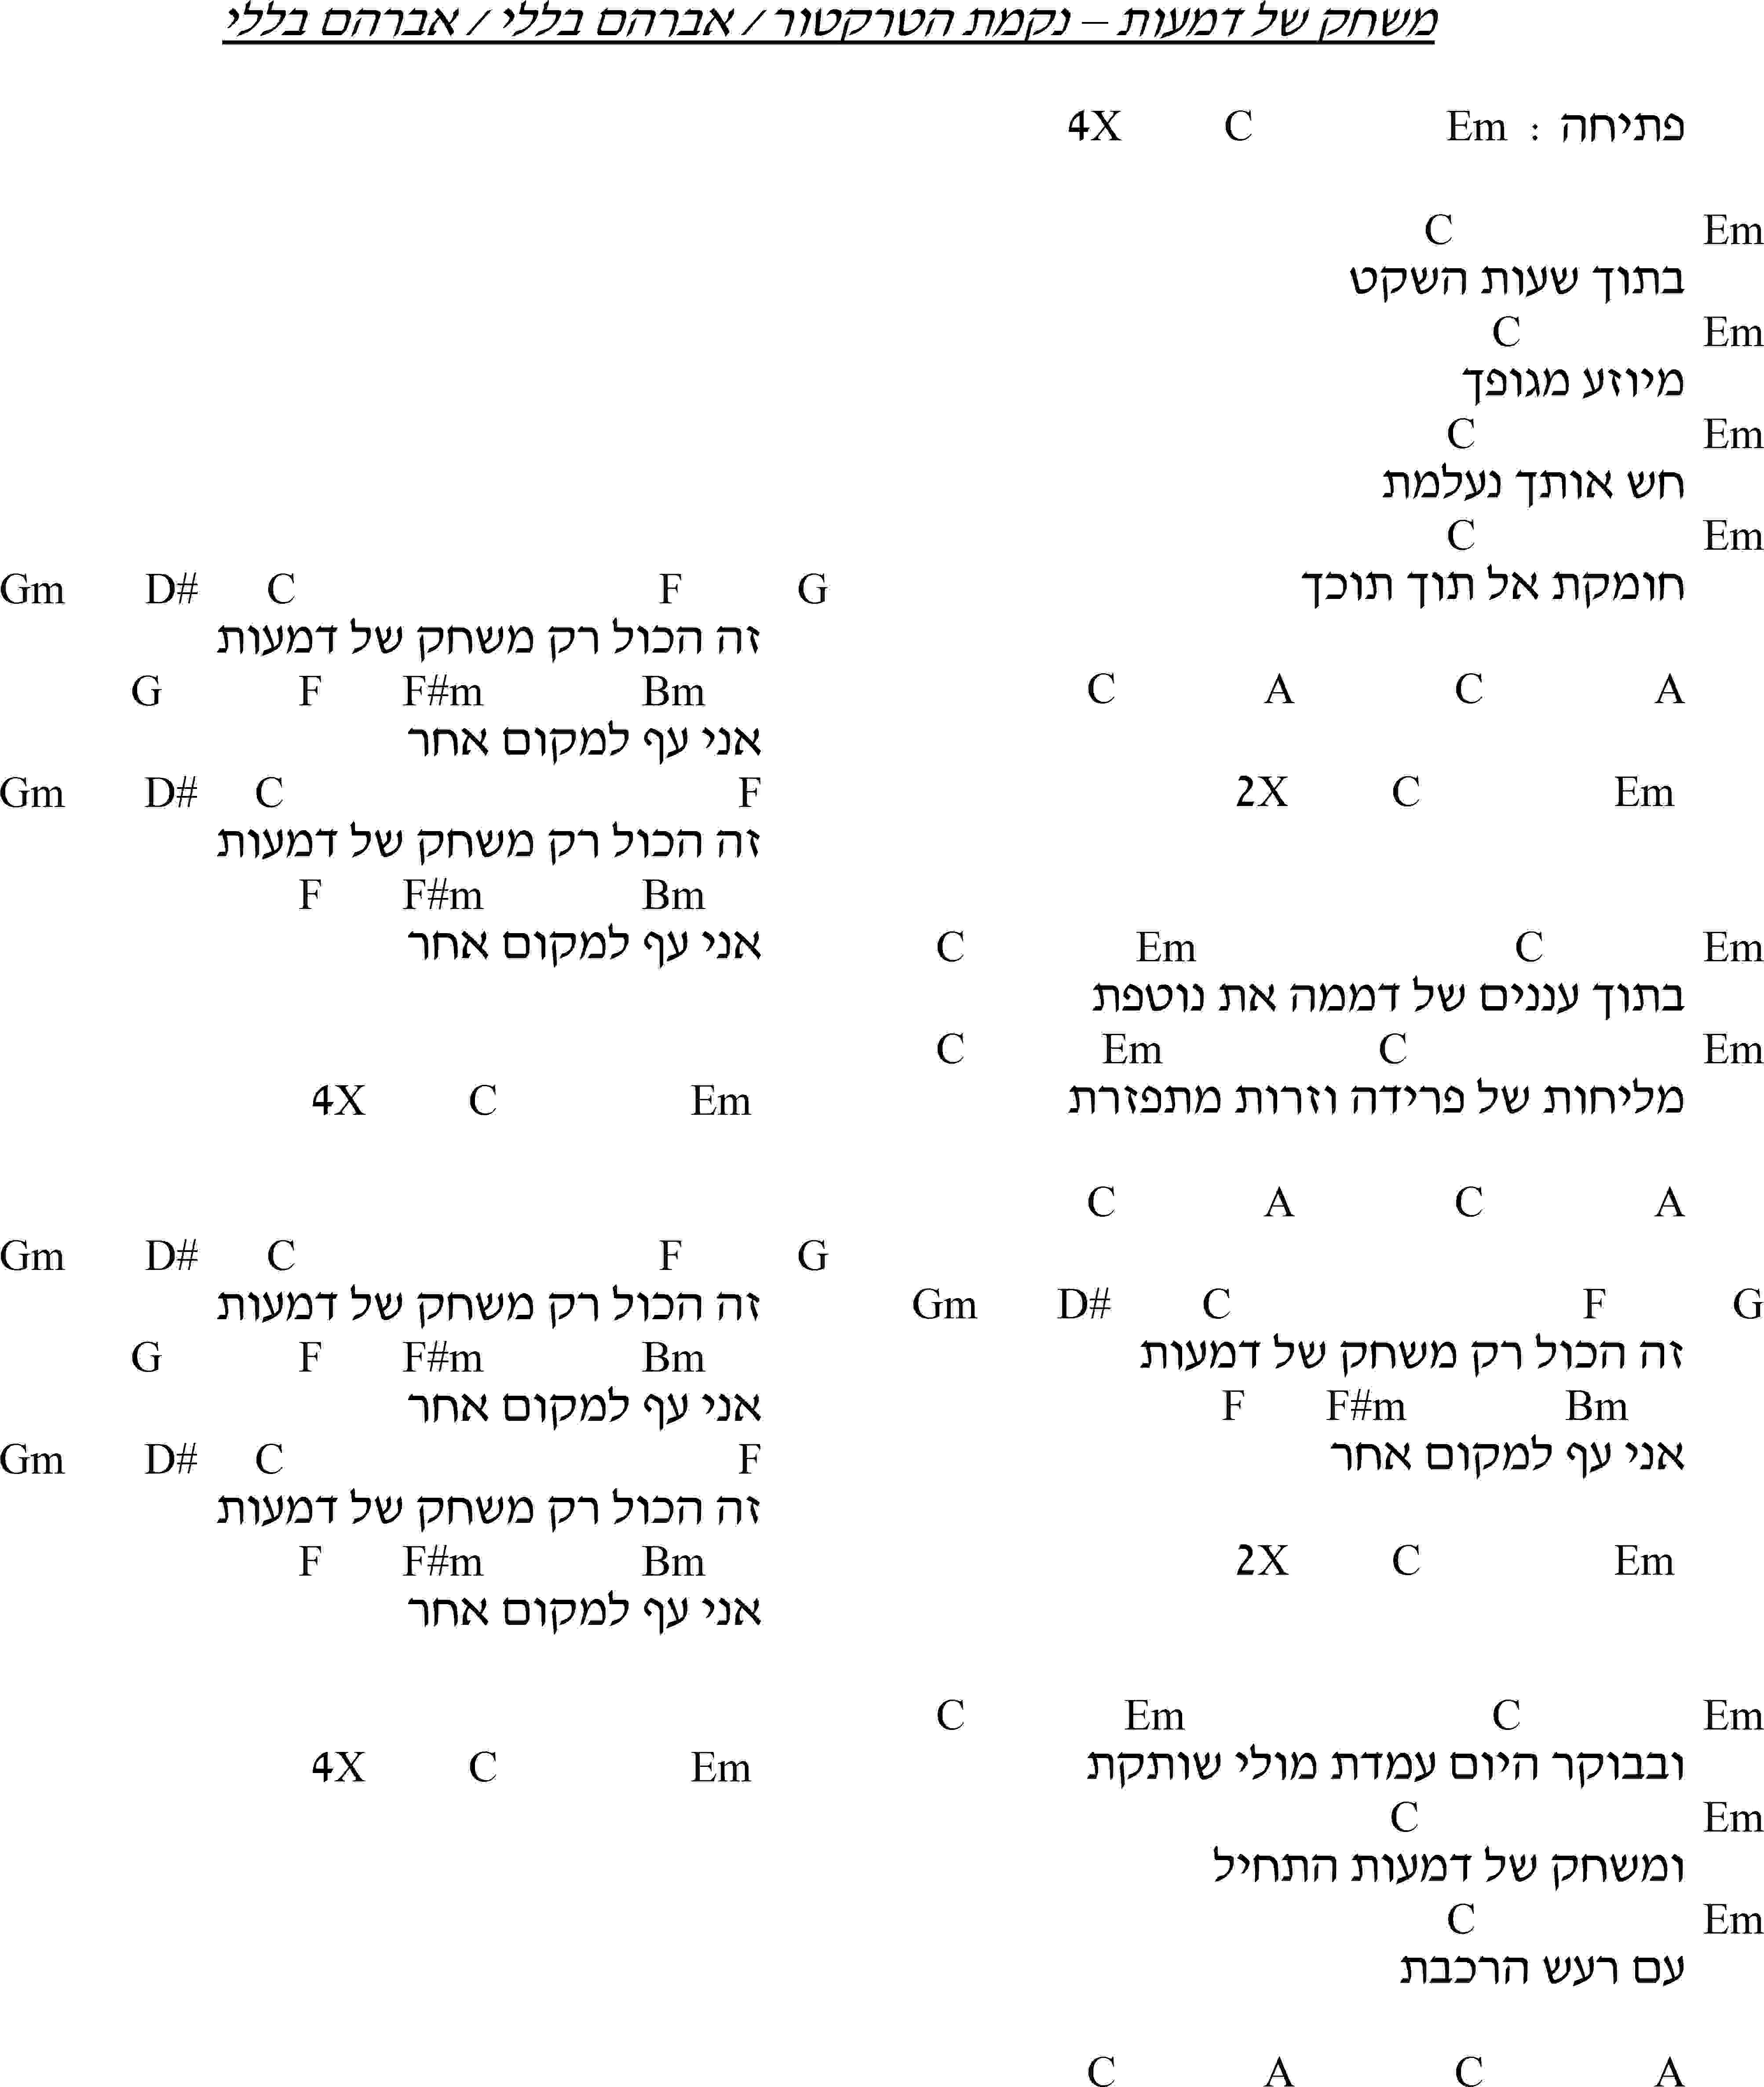 משחק של דמעות – נקמת הטרקטור / אברהם בללי / אברהם בללי
פתיחה : Em C 4X
Em C
בתוך שעות השקט
Em C
מיוזע מגופך
Em C
חש אותך נעלמת
Em C
חומקת אל תוך תוכך
A C A C
Em C 2X
Em C Em C
בתוך עננים של דממה את נוטפת
Em C Em C
מליחות של פרידה וזרות מתפזרת
A C A C
G F C D# Gm
זה הכול רק משחק של דמעות
Bm F#m F
אני עף למקום אחר
Em C 2X
Em C Em C
ובבוקר היום עמדת מולי שותקת
Em C
ומשחק של דמעות התחיל
Em C
עם רעש הרכבת
A C A C
G F C D# Gm
זה הכול רק משחק של דמעות
Bm F#m F G
אני עף למקום אחר
F C D# Gm
זה הכול רק משחק של דמעות
Bm F#m F
אני עף למקום אחר
Em C 4X
G F C D# Gm
זה הכול רק משחק של דמעות
Bm F#m F G
אני עף למקום אחר
F C D# Gm
זה הכול רק משחק של דמעות
Bm F#m F
אני עף למקום אחר
Em C 4X